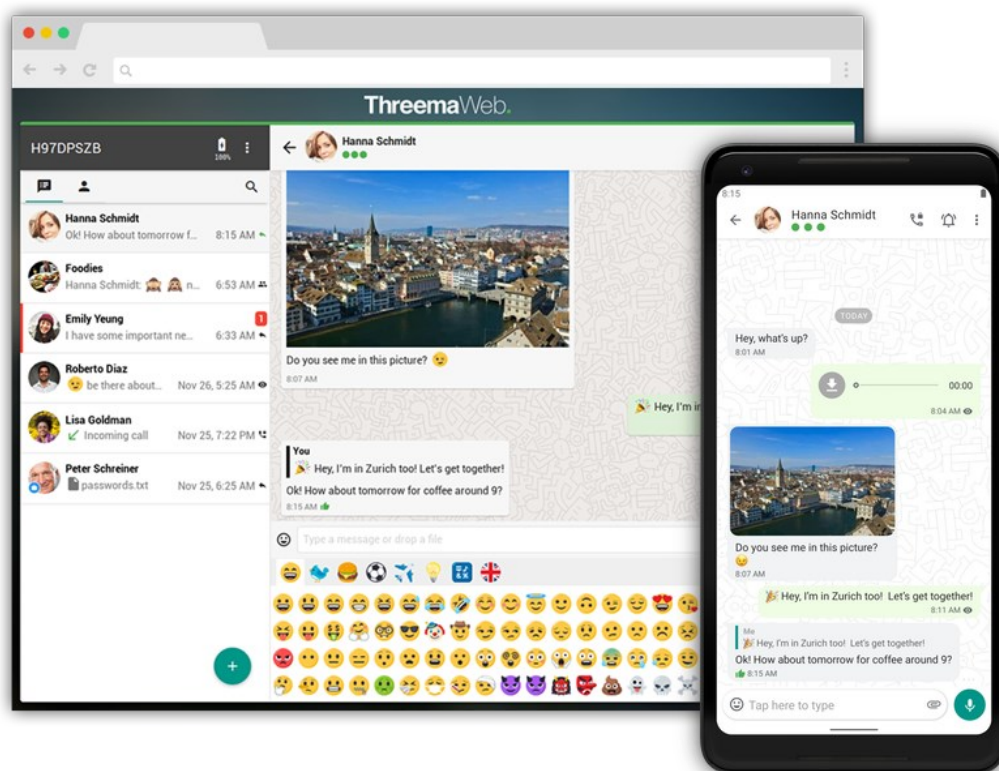 ThreemaWeb.
H97DPSZB
100%
Hanna Schmidt
Ok! How about tomorrow f... 8:15 AM
Foodies
Hanna Schmidt: 🙈 🙈 n... 6:53 AM
Emily Yeung 1
I have some important ne... 6:33 AM
Roberto Diaz
😉 be there about... Nov 26, 5:25 AM
Lisa Goldman
Incoming call Nov 25, 7:22 PM
Peter Schreiner
passwords.txt Nov 25, 6:25 AM
Hanna Schmidt
Do you see me in this picture? 😉
8:07 AM
🎉 Hey, I'm in
You
🎉 Hey, I'm in Zurich too! Let's get together!
Ok! How about tomorrow for coffee around 9?
8:15 AM
Type a message or drop a file
8:15
Hanna Schmidt
TODAY
Hey, what's up?
8:01 AM
00:00
8:04 AM
Do you see me in this picture?
😉
8:07 AM
🎉 Hey, I'm in Zurich too! Let's get together!
8:11 AM
Me
🎉 Hey, I'm in Zurich too! Let's get together!
Ok! How about tomorrow for coffee around 9?
8:15 AM
Tap here to type